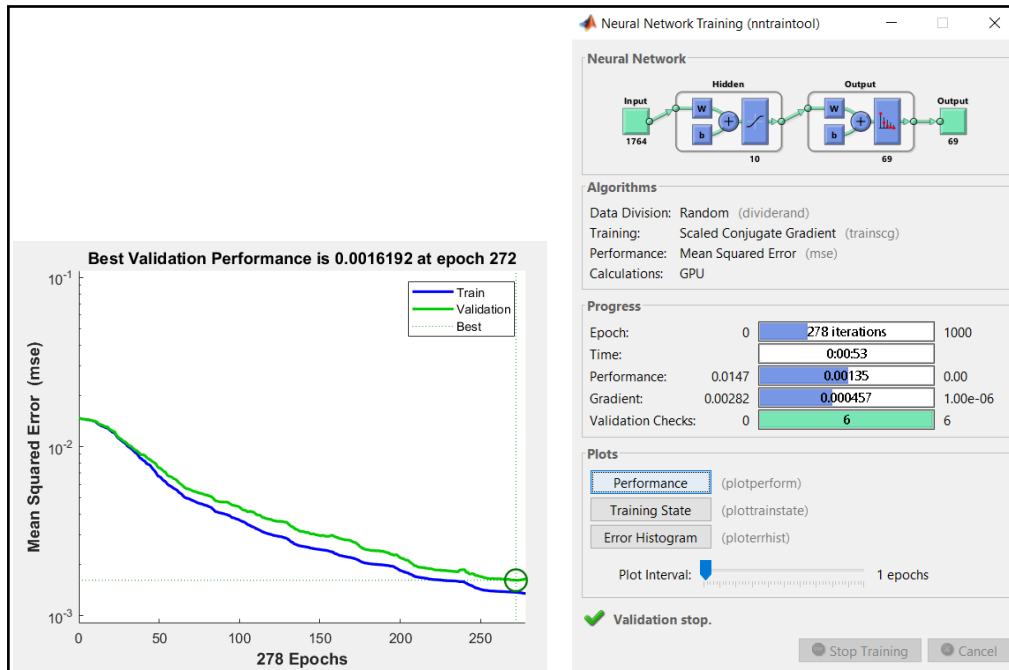 Best Validation Performance is 0.0016192 at epoch 272
10-1
10-2
10-3
Mean Squared Error (mse)
Train
Validation
Best
0 50 100 150 200 250
278 Epochs
Neural Network Training (nntraintool)
Neural Network
Hidden Output
Input Output
W W
b b
1764 10 69 69
Algorithms
Data Division: Random (dividerand)
Training: Scaled Conjugate Gradient (trainscg)
Performance: Mean Squared Error (mse)
Calculations: GPU
Progress
Epoch: 0 278 iterations 1000
Time: 0:00:53
Performance: 0.0147 0.00135 0.00
Gradient: 0.00282 0.000457 1.00e-06
Validation Checks: 0 6 6
Plots
Performance (plotperform)
Training State (plottrainstate)
Error Histogram (ploterrhist)
Plot Interval: 1 epochs
Validation stop.
Stop Training Cancel